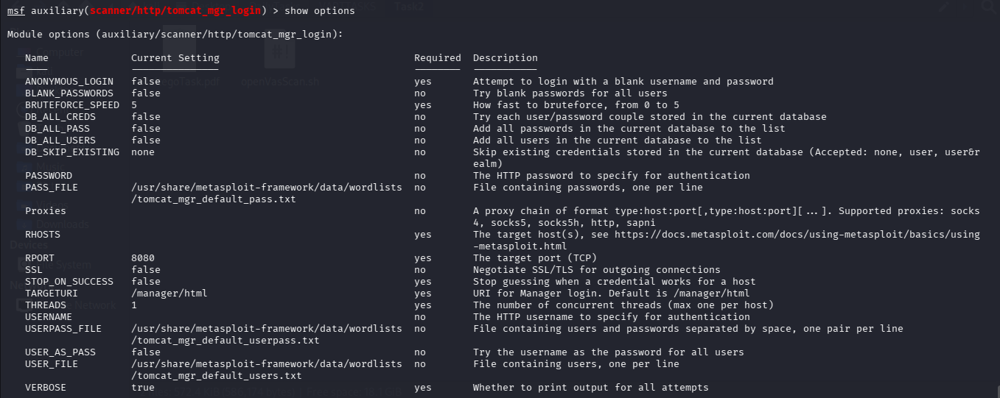 msf auxiliary(scanner/http/tomcat_mgr_login) > show options
Module options (auxiliary/scanner/http/tomcat_mgr_login):
Name Current Setting Required Description
ANONYMOUS_LOGIN false yes Attempt to login with a blank username and password
BLANK_PASSWORDS false no Try blank passwords for all users
BRUTEFORCE_SPEED 5 yes How fast to bruteforce, from 0 to 5
DB_ALL_CREDS false no Try each user/password couple stored in the current database
DB_ALL_PASS false no Add all passwords in the current database to the list
DB_ALL_USERS false no Add all users in the current database to the list
DB_SKIP_EXISTING none no Skip existing credentials stored in the current database (Accepted: none, user, user&r
ealm)
PASSWORD no The HTTP password to specify for authentication
PASS_FILE /usr/share/metasploit-framework/data/wordlists no File containing passwords, one per line
/tomcat_mgr_default_pass.txt
Proxies no A proxy chain of format type:host:port[,type:host:port][...]. Supported proxies: socks
4, socks5, socks5h, http, sapni
RHOSTS yes The target host(s), see https://docs.metasploit.com/docs/using-metasploit/basics/using
-metasploit.html
RPORT 8080 yes The target port (TCP)
SSL false no Negotiate SSL/TLS for outgoing connections
STOP_ON_SUCCESS false yes Stop guessing when a credential works for a host
TARGETURI /manager/html yes URI for Manager login. Default is /manager/html
THREADS 1 yes The number of concurrent threads (max one per host)
USERNAME no The HTTP username to specify for authentication
USERPASS_FILE /usr/share/metasploit-framework/data/wordlists no File containing users and passwords separated by space, one pair per line
/tomcat_mgr_default_userpass.txt
USER_AS_PASS false no Try the username as the password for all users
USER_FILE /usr/share/metasploit-framework/data/wordlists no File containing users, one per line
/tomcat_mgr_default_users.txt
VERBOSE true yes Whether to print output for all attempts
Computer
openVasScan.sh
Music
Videos
Downloads
Devices
Task2